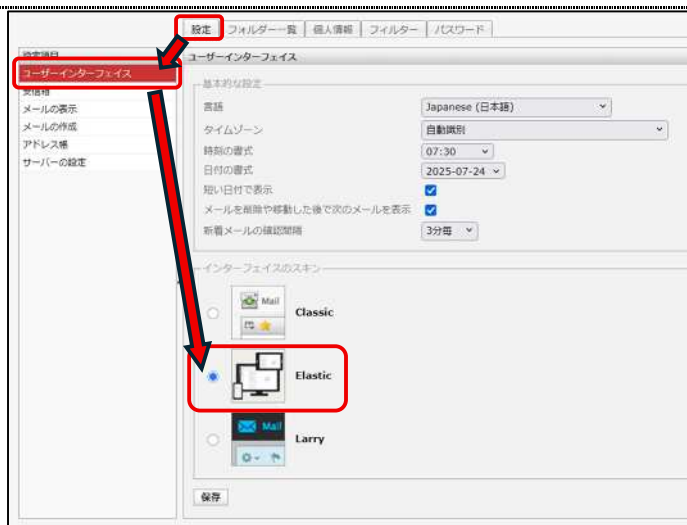 設定 フォルダー一覧 個人情報 フィルター パスワード
設定項目
ユーザーインターフェイス
受信箱
メールの表示
メールの作成
アドレス帳
サーバーの設定
ユーザーインターフェイス
基本的な設定
言語 Japanese (日本語)
タイムゾーン 自動識別
時刻の書式 07:30
日付の書式 2025-07-24
短い日付で表示
メールを削除や移動した後で次のメールを表示
新着メールの確認間隔 3分毎
インターフェイスのスキン
Mail
Classic
Elastic
Mail
Larry
保存